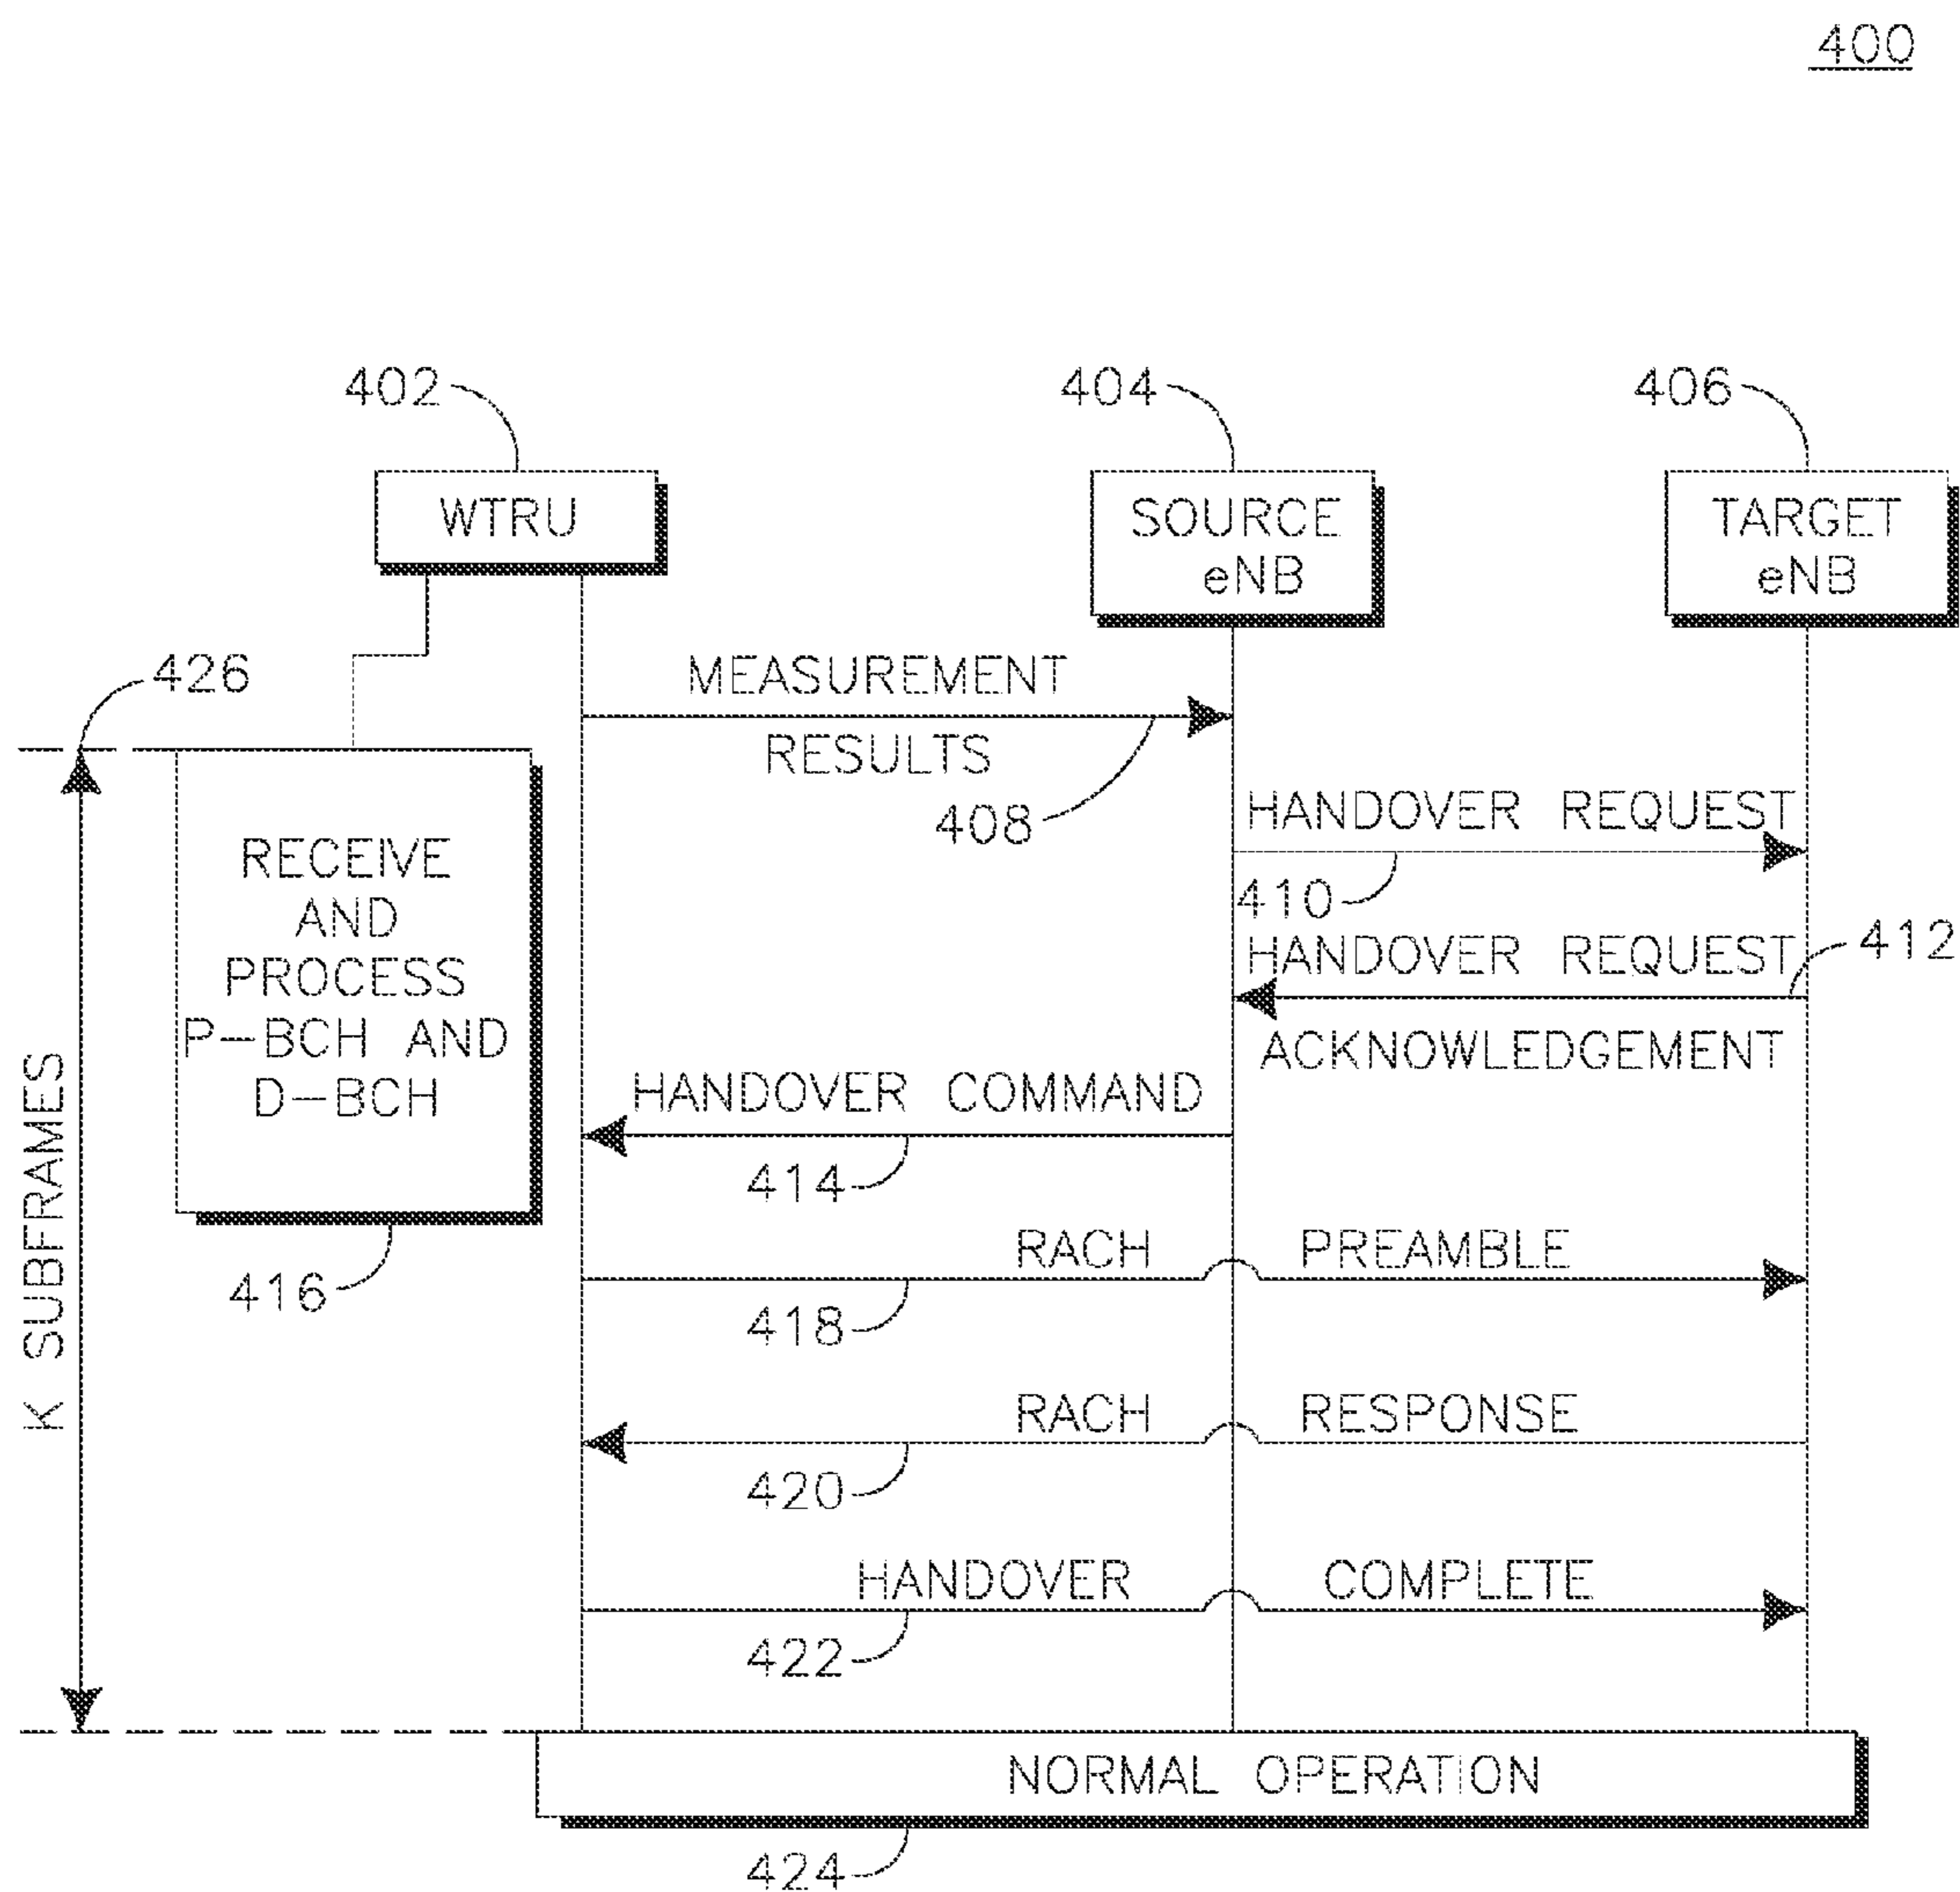 400
402
404
406
WTRU
SOURCE
eNB
TARGET
eNB
426
MEASUREMENT
RESULTS
408
HANDOVER REQUEST
410
HANDOVER REQUEST
412
ACKNOWLEDGEMENT
RECEIVE
AND
PROCESS
P-BCH AND
D-BCH
416
K SUBFRAMES
HANDOVER COMMAND
414
RACH PREAMBLE
418
RACH RESPONSE
420
HANDOVER COMPLETE
422
NORMAL OPERATION
424